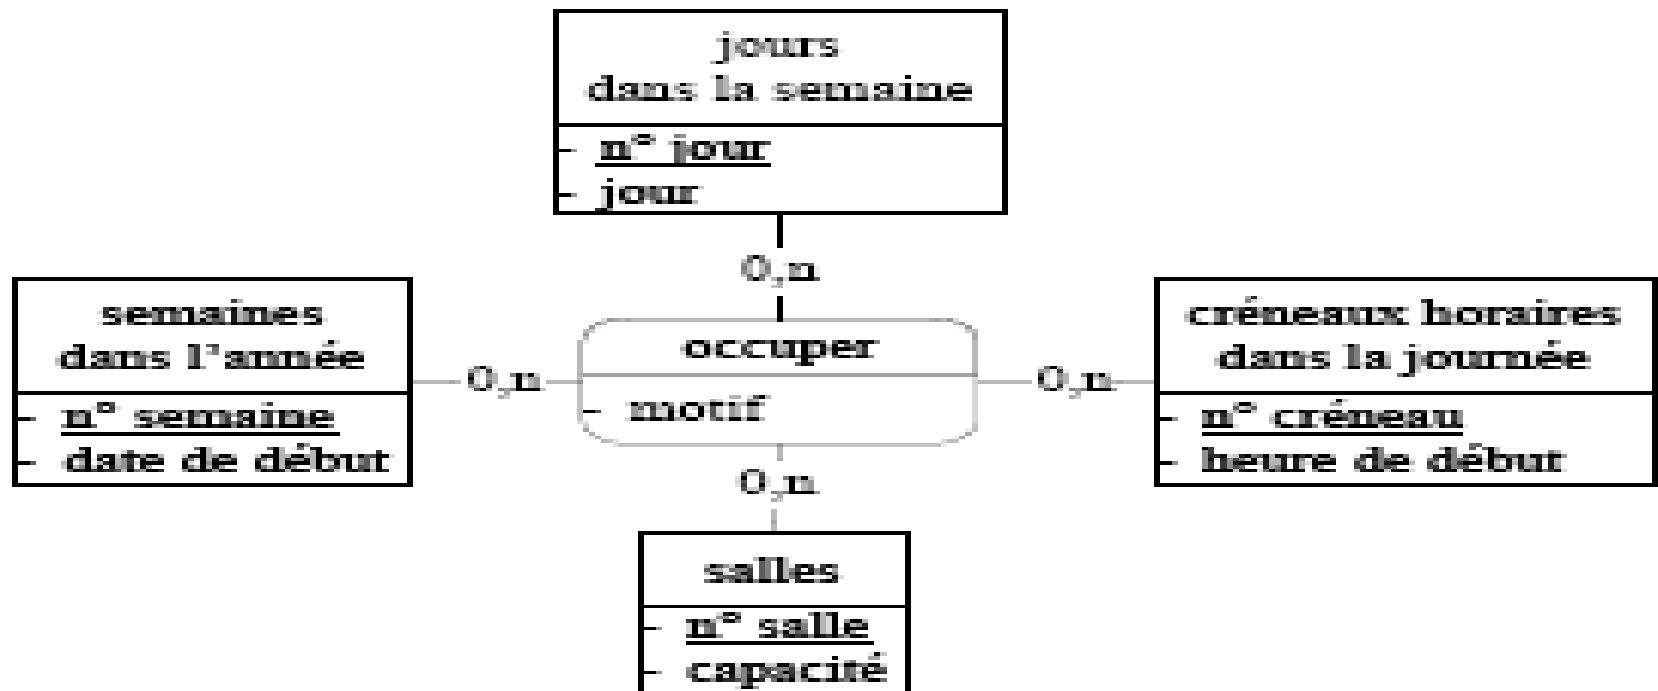 jours
dans la semaine
- n° jour
- jour
0,n
semaines
dans l'année
- n° semaine
- date de début
0,n
occuper
- motif
0,n
créneaux horaires
dans la journée
- n° créneau
- heure de début
0,n
salles
- n° salle
- capacité